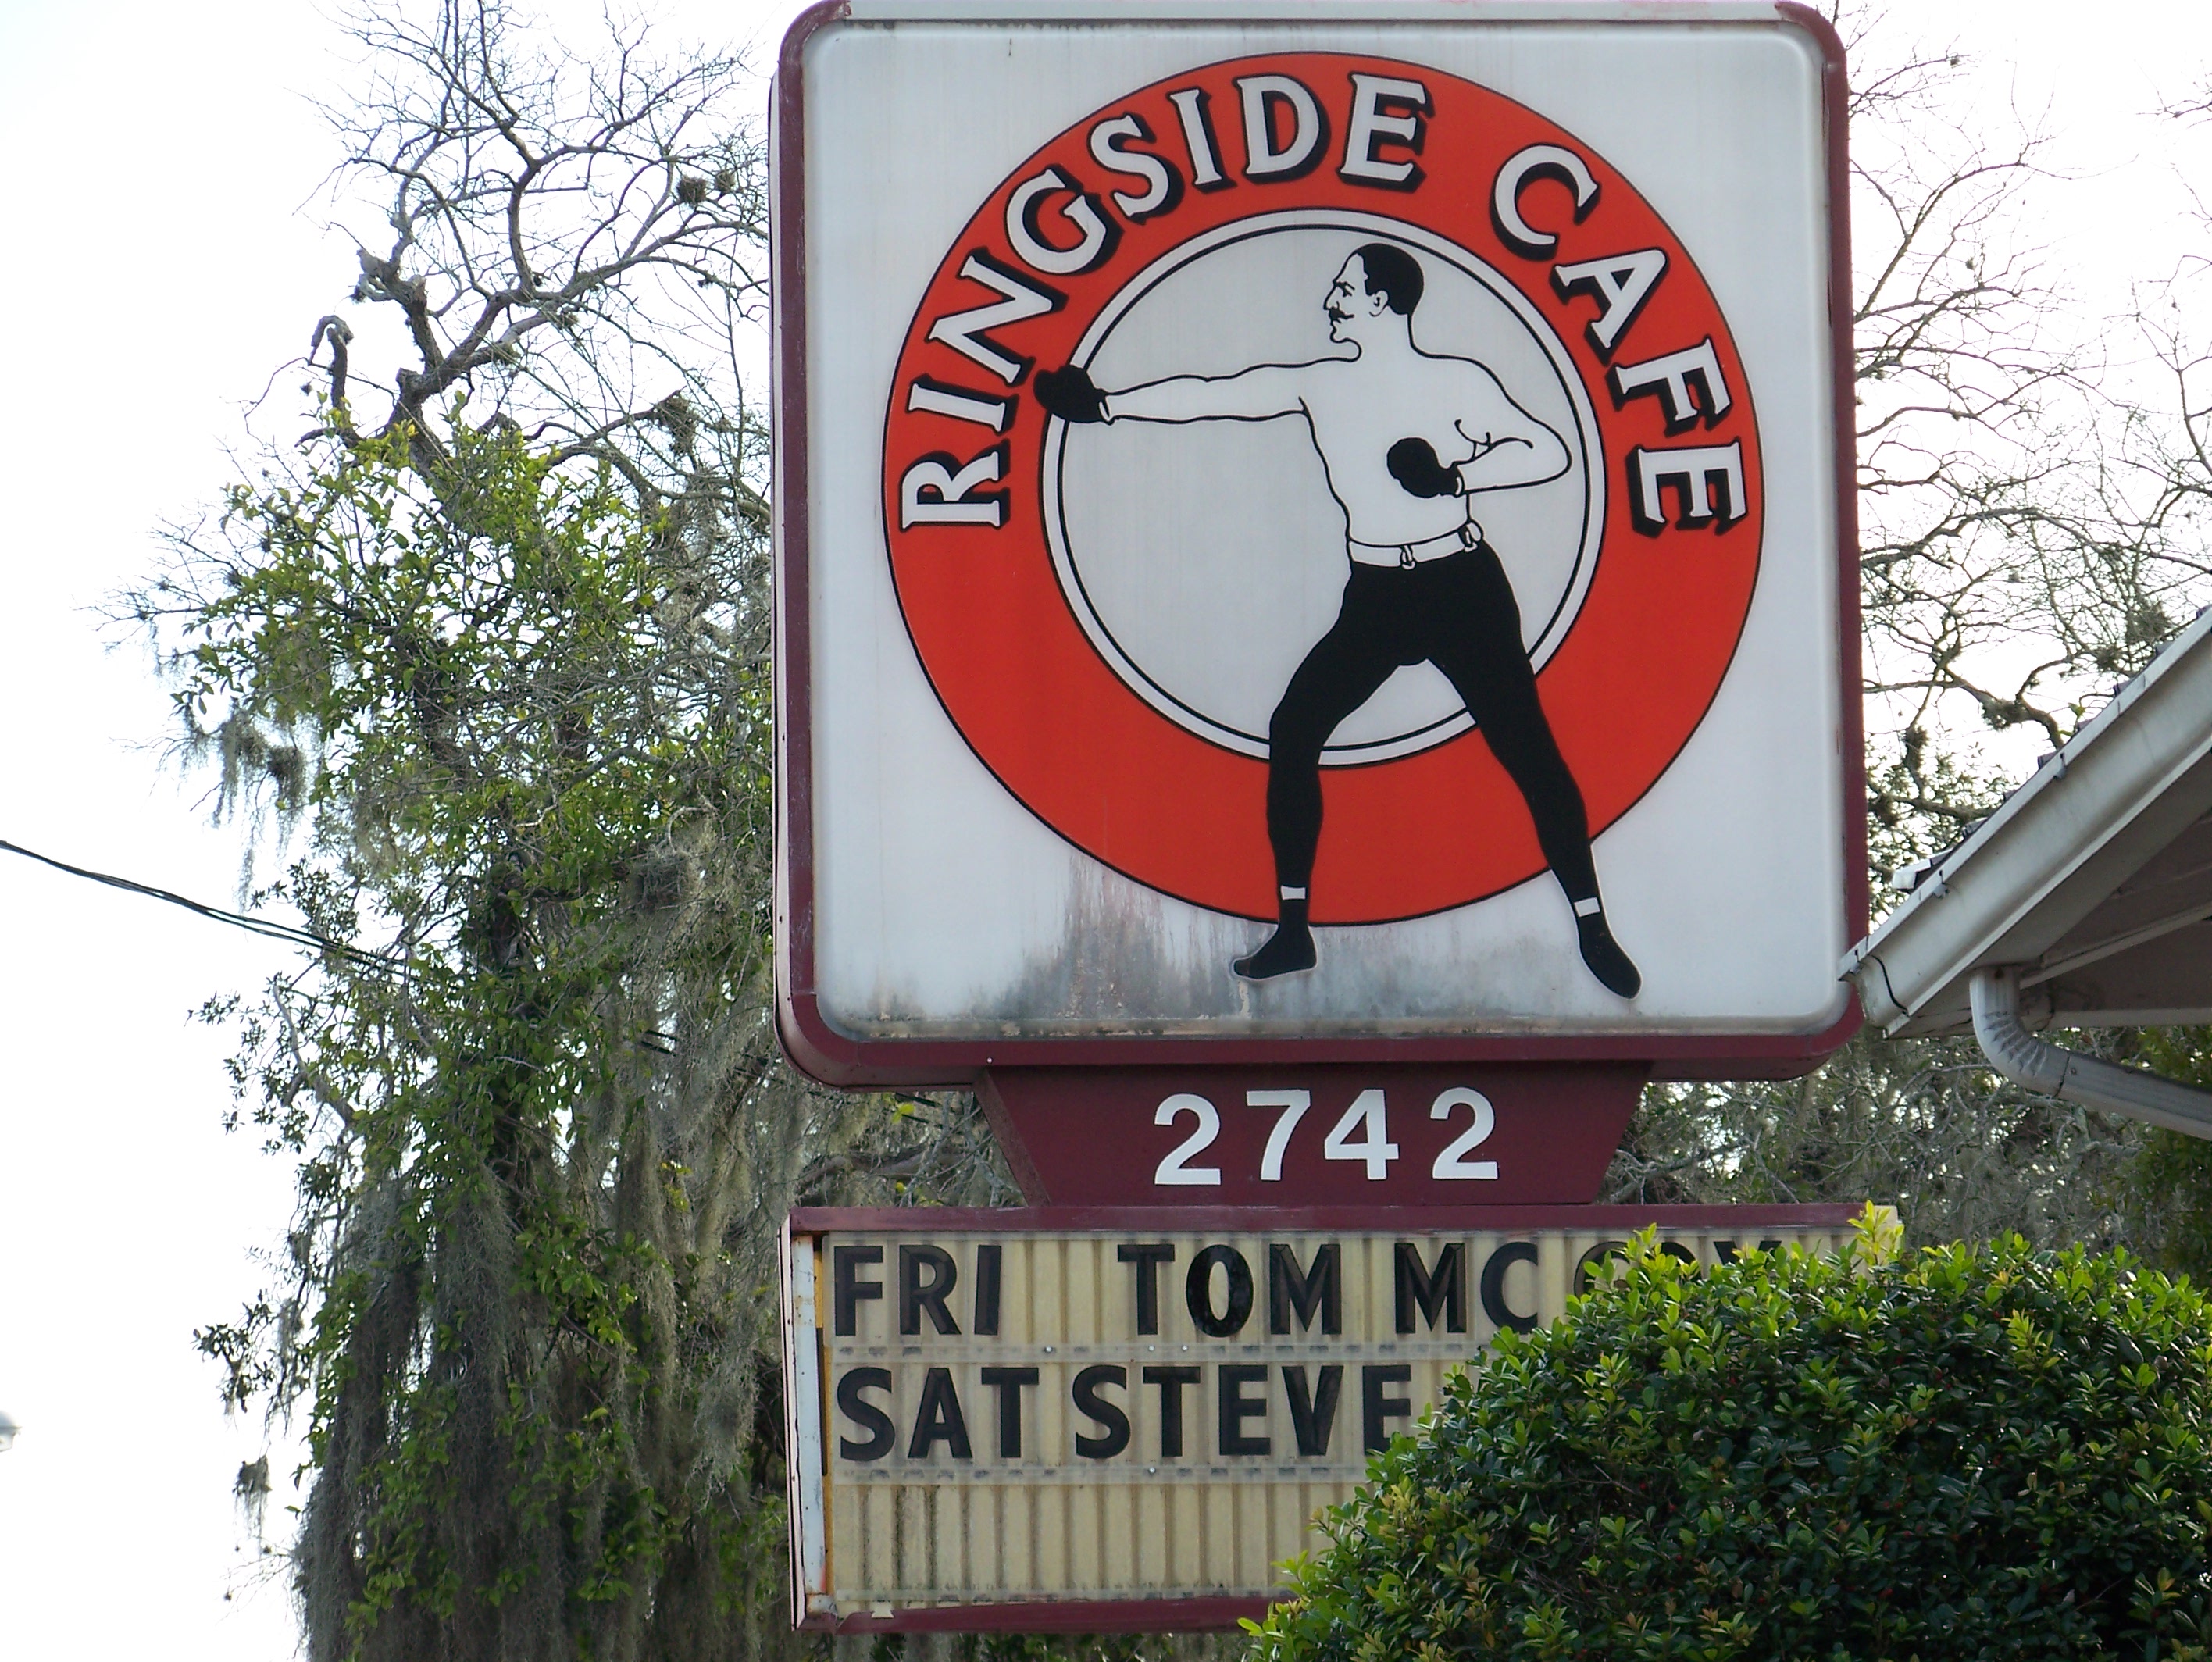 RINGSIDE CAFE
2742
FRI TOM MC
SAT STEVE